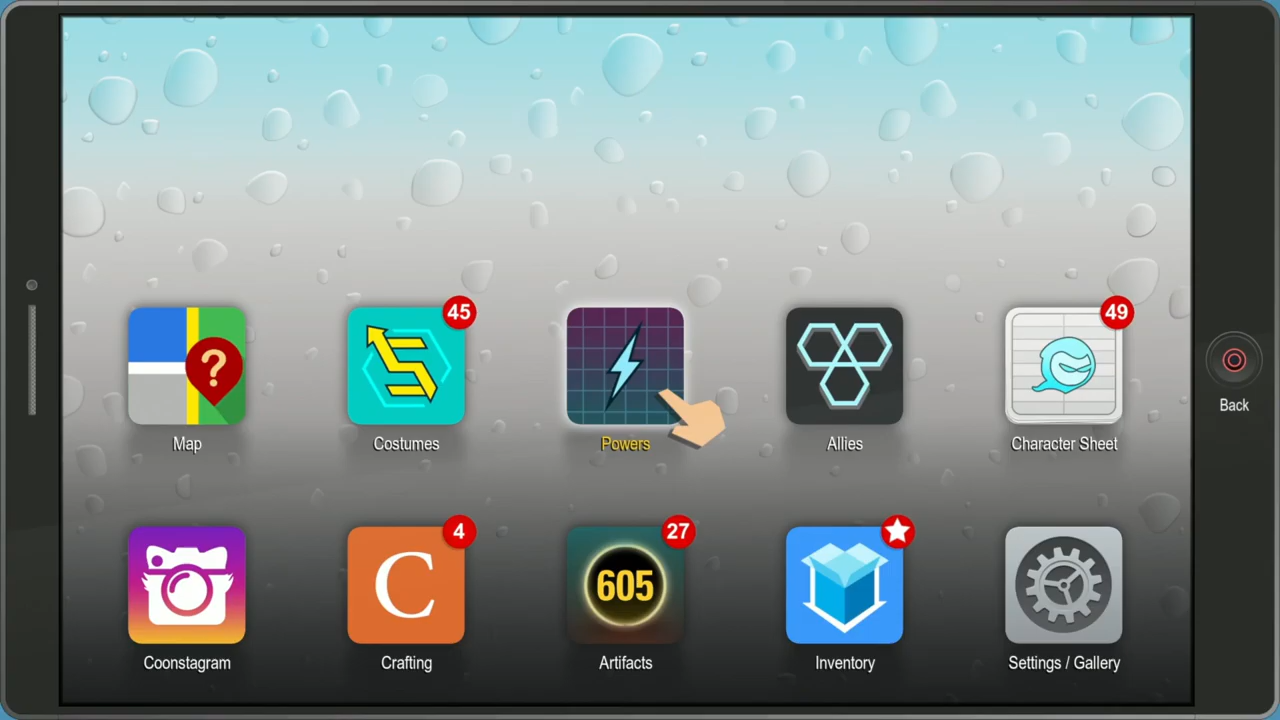 45
49
?
Map
Costumes
Powers
Allies
Character Sheet
Back
4
27
C
605
Coonstagram
Crafting
Artifacts
Inventory
Settings / Gallery